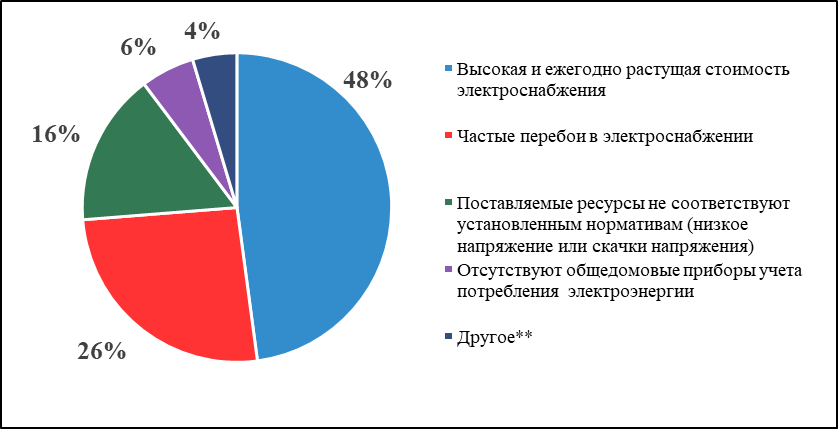 4%
6%
48%
16%
26%
Высокая и ежегодно растущая стоимость
электроснабжения
Частые перебои в электроснабжении
Поставляемые ресурсы не соответствуют
установленным нормативам (низкое
напряжение или скачки напряжения)
Отсутствуют общедомовые приборы учета
потребления  электроэнергии
Другое**